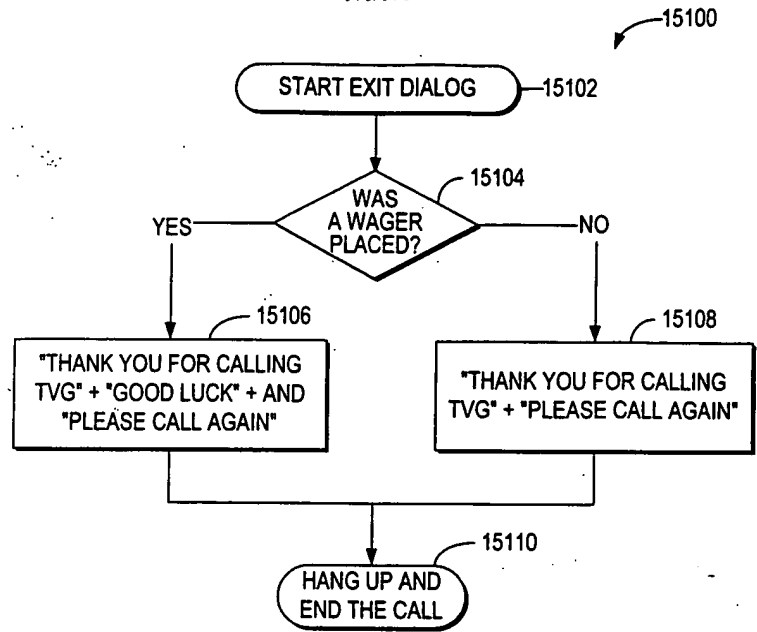 15100
START EXIT DIALOG
15102
15104
WAS
A WAGER
PLACED?
YES
NO
15106
15108
"THANK YOU FOR CALLING
TVG" + "GOOD LUCK" + AND
"PLEASE CALL AGAIN"
"THANK YOU FOR CALLING
TVG" + "PLEASE CALL AGAIN"
15110
HANG UP AND
END THE CALL